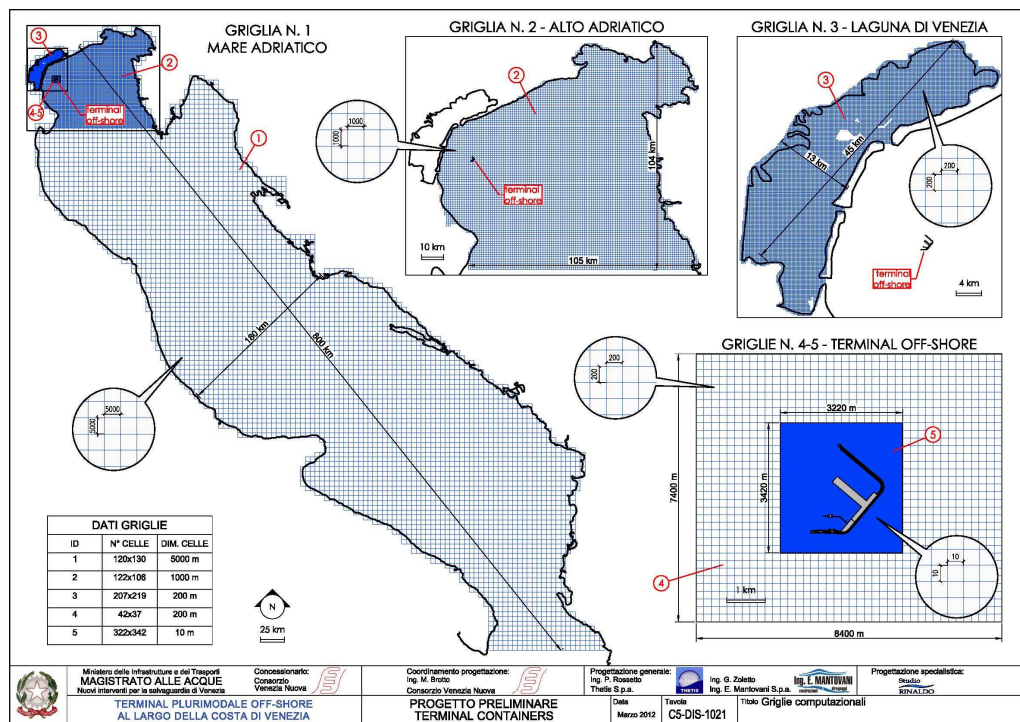 GRIGLIA N. 1
MARE ADRIATICO
3
2
4-5
terminal
off-shore
1
180 km
800 km
5000
5000
GRIGLIA N. 2 - ALTO ADRIATICO
2
1000
1000
terminal
off-shore
104 km
105 km
10 km
GRIGLIA N. 3 - LAGUNA DI VENEZIA
3
13 km
45 km
200
200
terminal
off-shore
4 km
GRIGLIE N. 4-5 - TERMINAL OFF-SHORE
200
200
3220 m
5
3420 m
7400 m
10
10
4
1 km
8400 m
DATI GRIGLIE
ID N° CELLE DIM. CELLE
1 120x130 5000 m
2 122x106 1000 m
3 207x219 200 m
4 42x37 200 m
5 322x342 10 m
N
25 km
Ministero delle Infrastrutture e dei Trasporti
MAGISTRATO ALLE ACQUE
Nuovi interventi per la salvaguardia di Venezia
Concessionario:
Consorzio
Venezia Nuova
TERMINAL PLURIMODALE OFF-SHORE
AL LARGO DELLA COSTA DI VENEZIA
Coordinamento progettazione:
Ing. M. Brotto
Consorzio Venezia Nuova
PROGETTO PRELIMINARE
TERMINAL CONTAINERS
Progettazione generale:
Ing. P. Rossetto
Thetis S.p.a.
THETIS
Ing. G. Zoletto
Ing. E. Mantovani S.p.a.
Ing. E. MANTOVANI
Progettazione specialistica:
Studio
RINALDO
Data
Marzo 2012
Tavola
C5-DIS-1021
Titolo Griglie computazionali